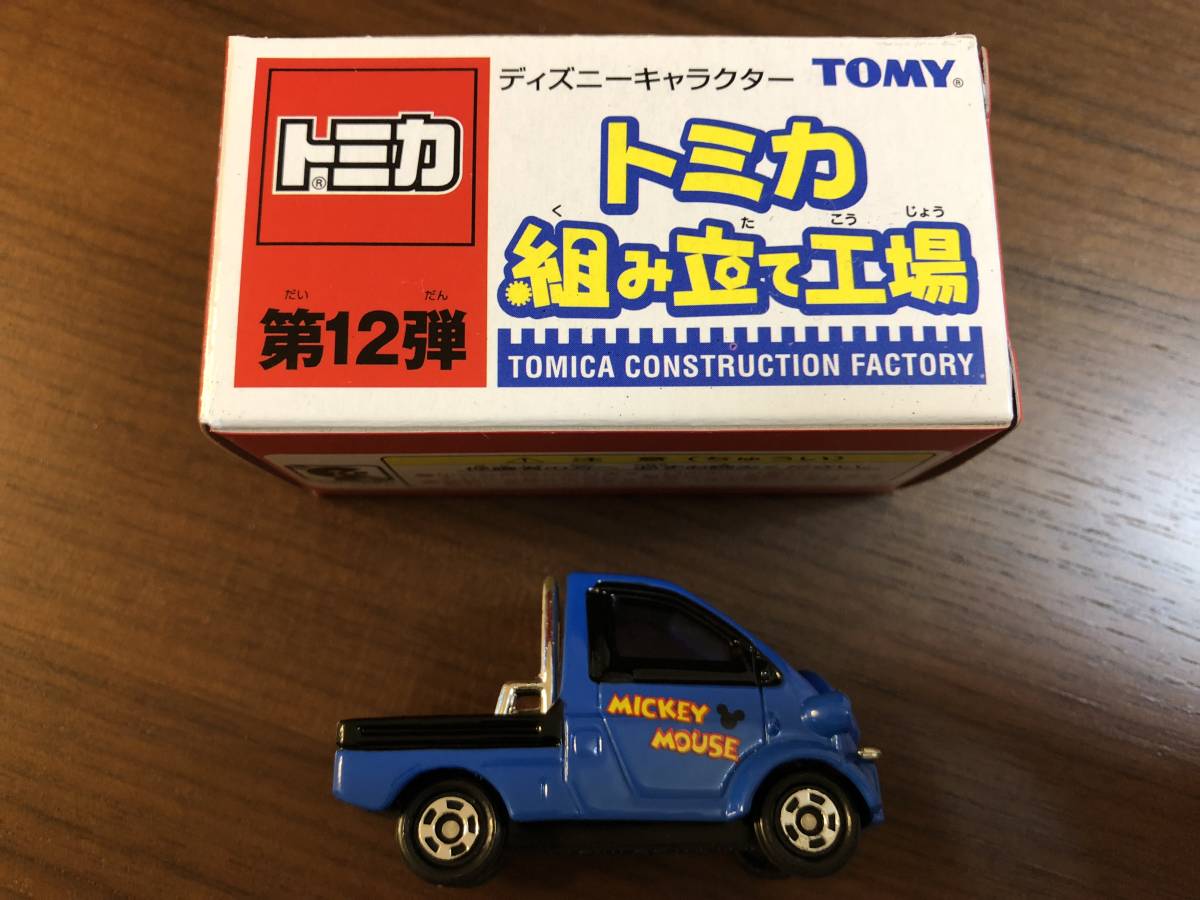 ディズニーキャラクター TOMY®
トミカ®
トミカ
く た こう じょう
組み立て工場
だい だん
第12弾
TOMICA CONSTRUCTION FACTORY
MICKEY
MOUSE